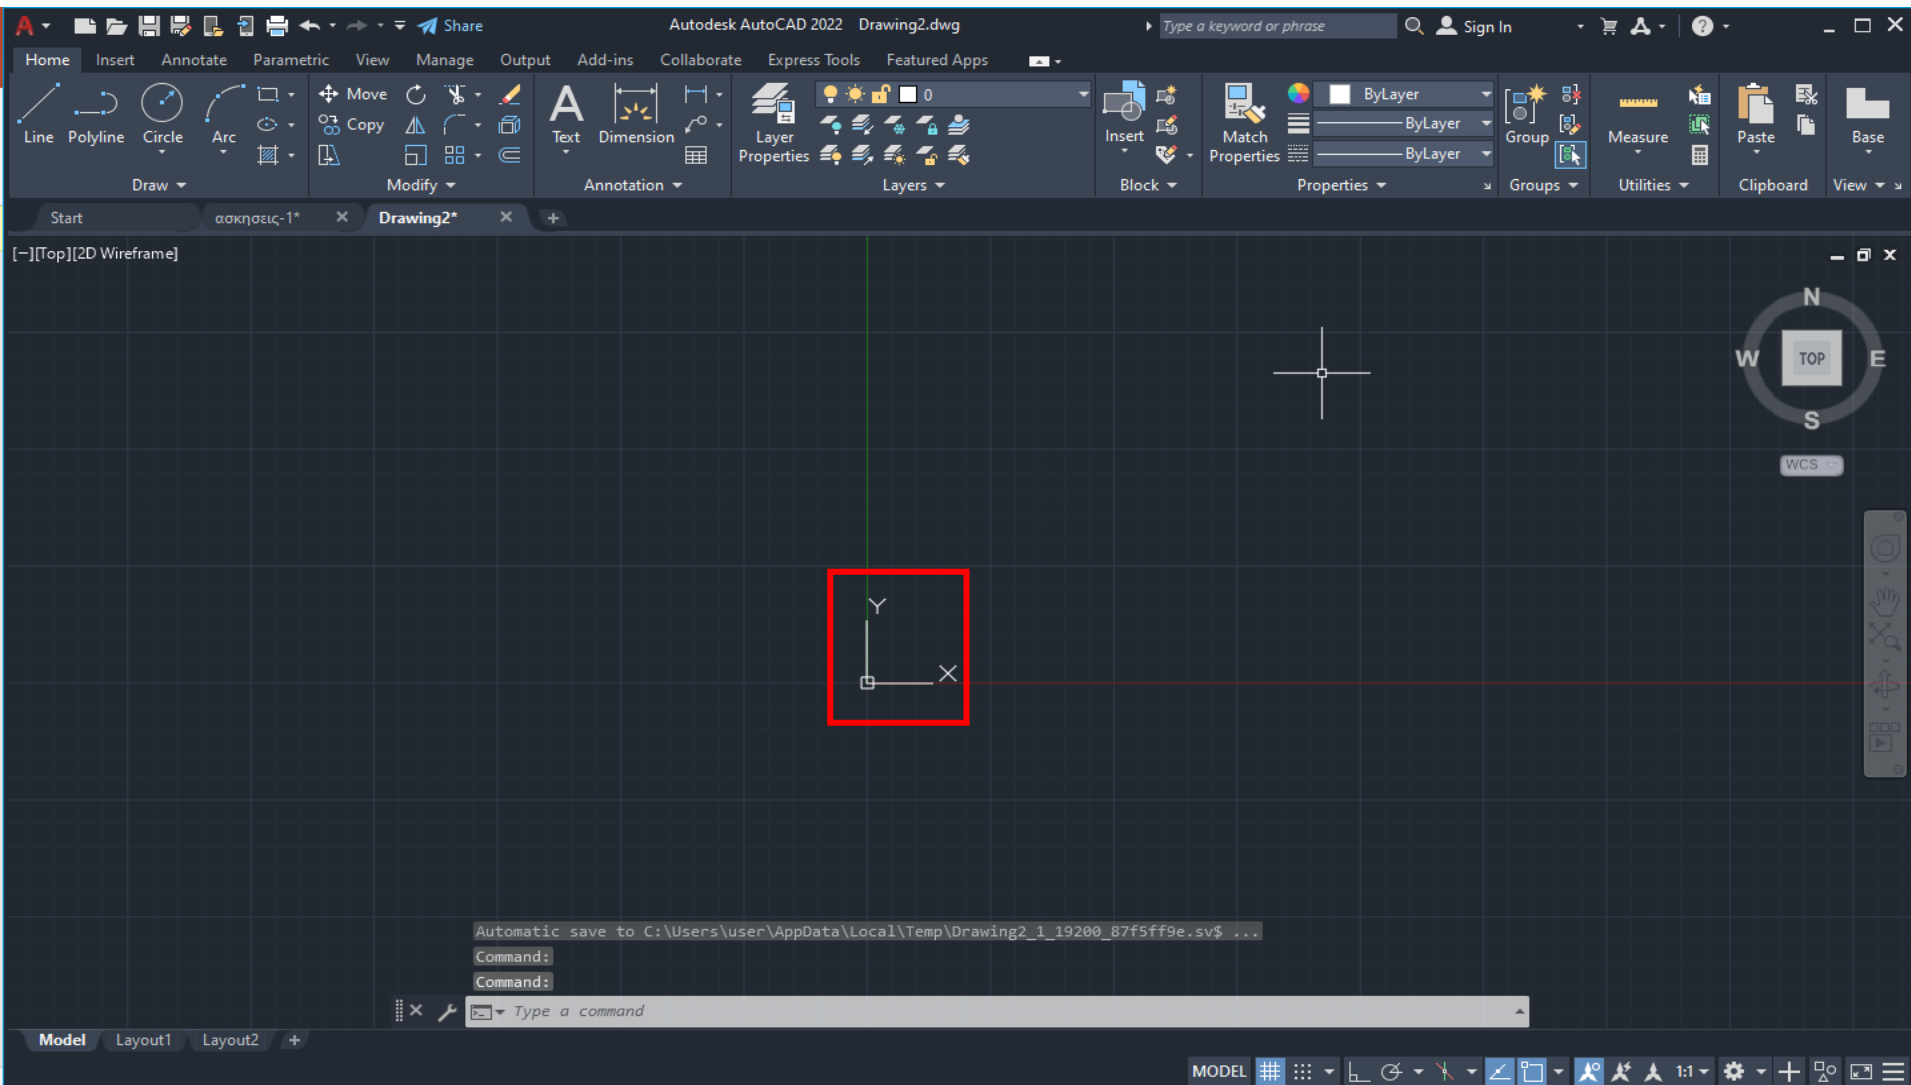 Share
Autodesk AutoCAD 2022 Drawing2.dwg
Type a keyword or phrase
Sign In
Home Insert Annotate Parametric View Manage Output Add-ins Collaborate Express Tools Featured Apps
Line Polyline Circle Arc
Move
Copy
Text Dimension
Layer Properties
0
Insert
Match Properties
ByLayer
ByLayer
ByLayer
Group
Measure
Paste
Base
Draw Modify Annotation Layers Block Properties Groups Utilities Clipboard View
Start ασκησεις-1* Drawing2*
[−][Top][2D Wireframe]
N
W TOP E
S
WCS
Y
X
Automatic save to C:\Users\user\AppData\Local\Temp\Drawing2_1_19200_87f5ff9e.sv$ ...
Command:
Command:
Type a command
Model Layout1 Layout2
MODEL 1:1